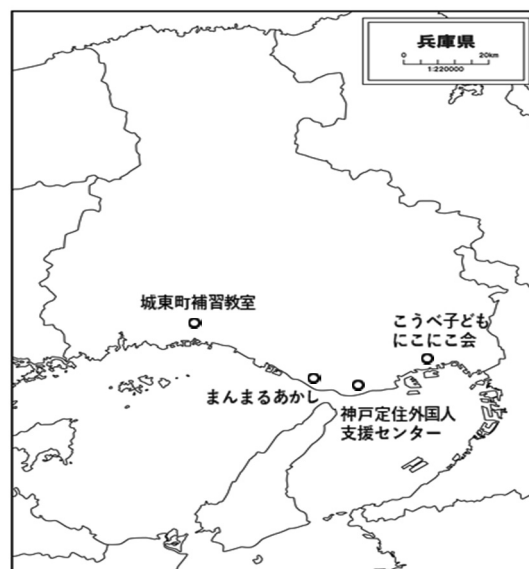 兵庫県
0 20km
1:220000
城東町補習教室
こうべ子ども
にこにこ会
まんまるあかし
神戸定住外国人
支援センター